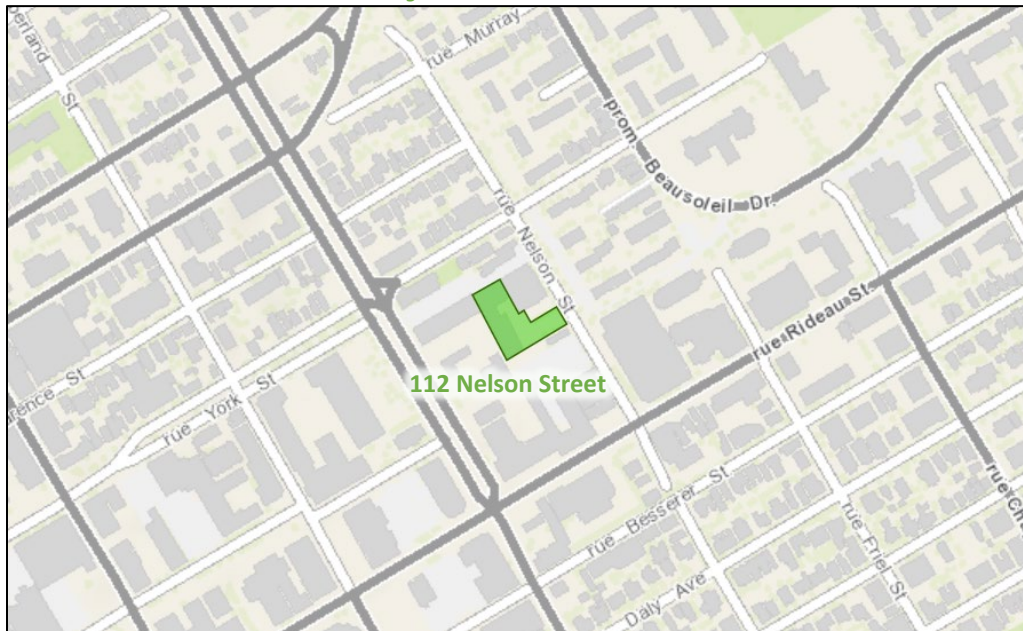 rue Murray
St
prom. Beausoleil Dr.
rue Nelson St
rue Rideau St.
112 Nelson Street
St
rue York St
rue Besserer St
rue Friel St
Daly Ave